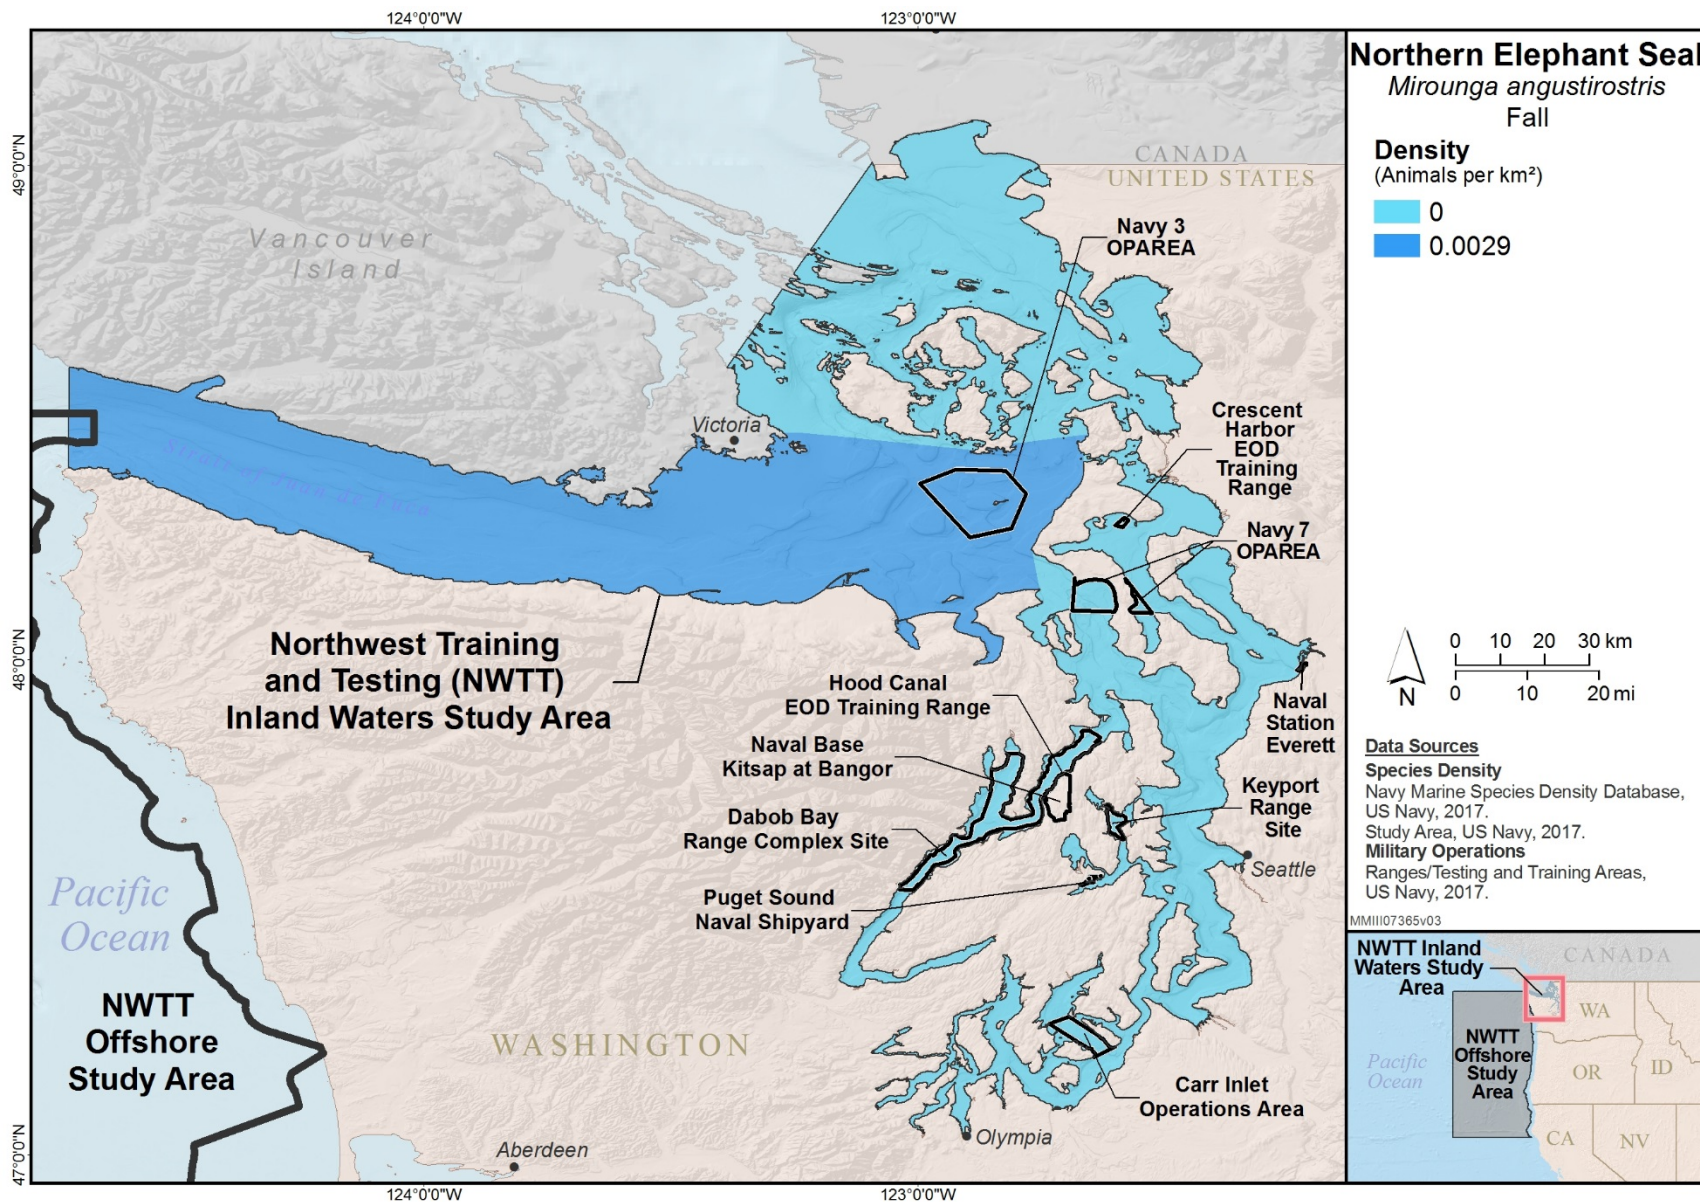 124°0'0"W
123°0'0"W
49°0'0"N
48°0'0"N
47°0'0"N
124°0'0"W
123°0'0"W
CANADA
UNITED STATES
Vancouver
Island
Navy 3
OPAREA
Victoria
Strait of Juan de Fuca
Crescent
Harbor
EOD
Training
Range
Navy 7
OPAREA
Northwest Training
and Testing (NWTT)
Inland Waters Study Area
Hood Canal
EOD Training Range
Naval
Station
Everett
Naval Base
Kitsap at Bangor
Keyport
Range
Site
Dabob Bay
Range Complex Site
Seattle
Puget Sound
Naval Shipyard
Pacific
Ocean
NWTT
Offshore
Study Area
WASHINGTON
Carr Inlet
Operations Area
Olympia
Aberdeen
Northern Elephant Seal
Mirounga angustirostris
Fall
Density
(Animals per km²)
0
0.0029
N
0 10 20 30 km
0 10 20 mi
Data Sources
Species Density
Navy Marine Species Density Database,
US Navy, 2017.
Study Area, US Navy, 2017.
Military Operations
Ranges/Testing and Training Areas,
US Navy, 2017.
MMIII07365v03
NWTT Inland
Waters Study
Area
CANADA
WA
NWTT
Offshore
Study
Area
Pacific
Ocean
OR
ID
CA
NV